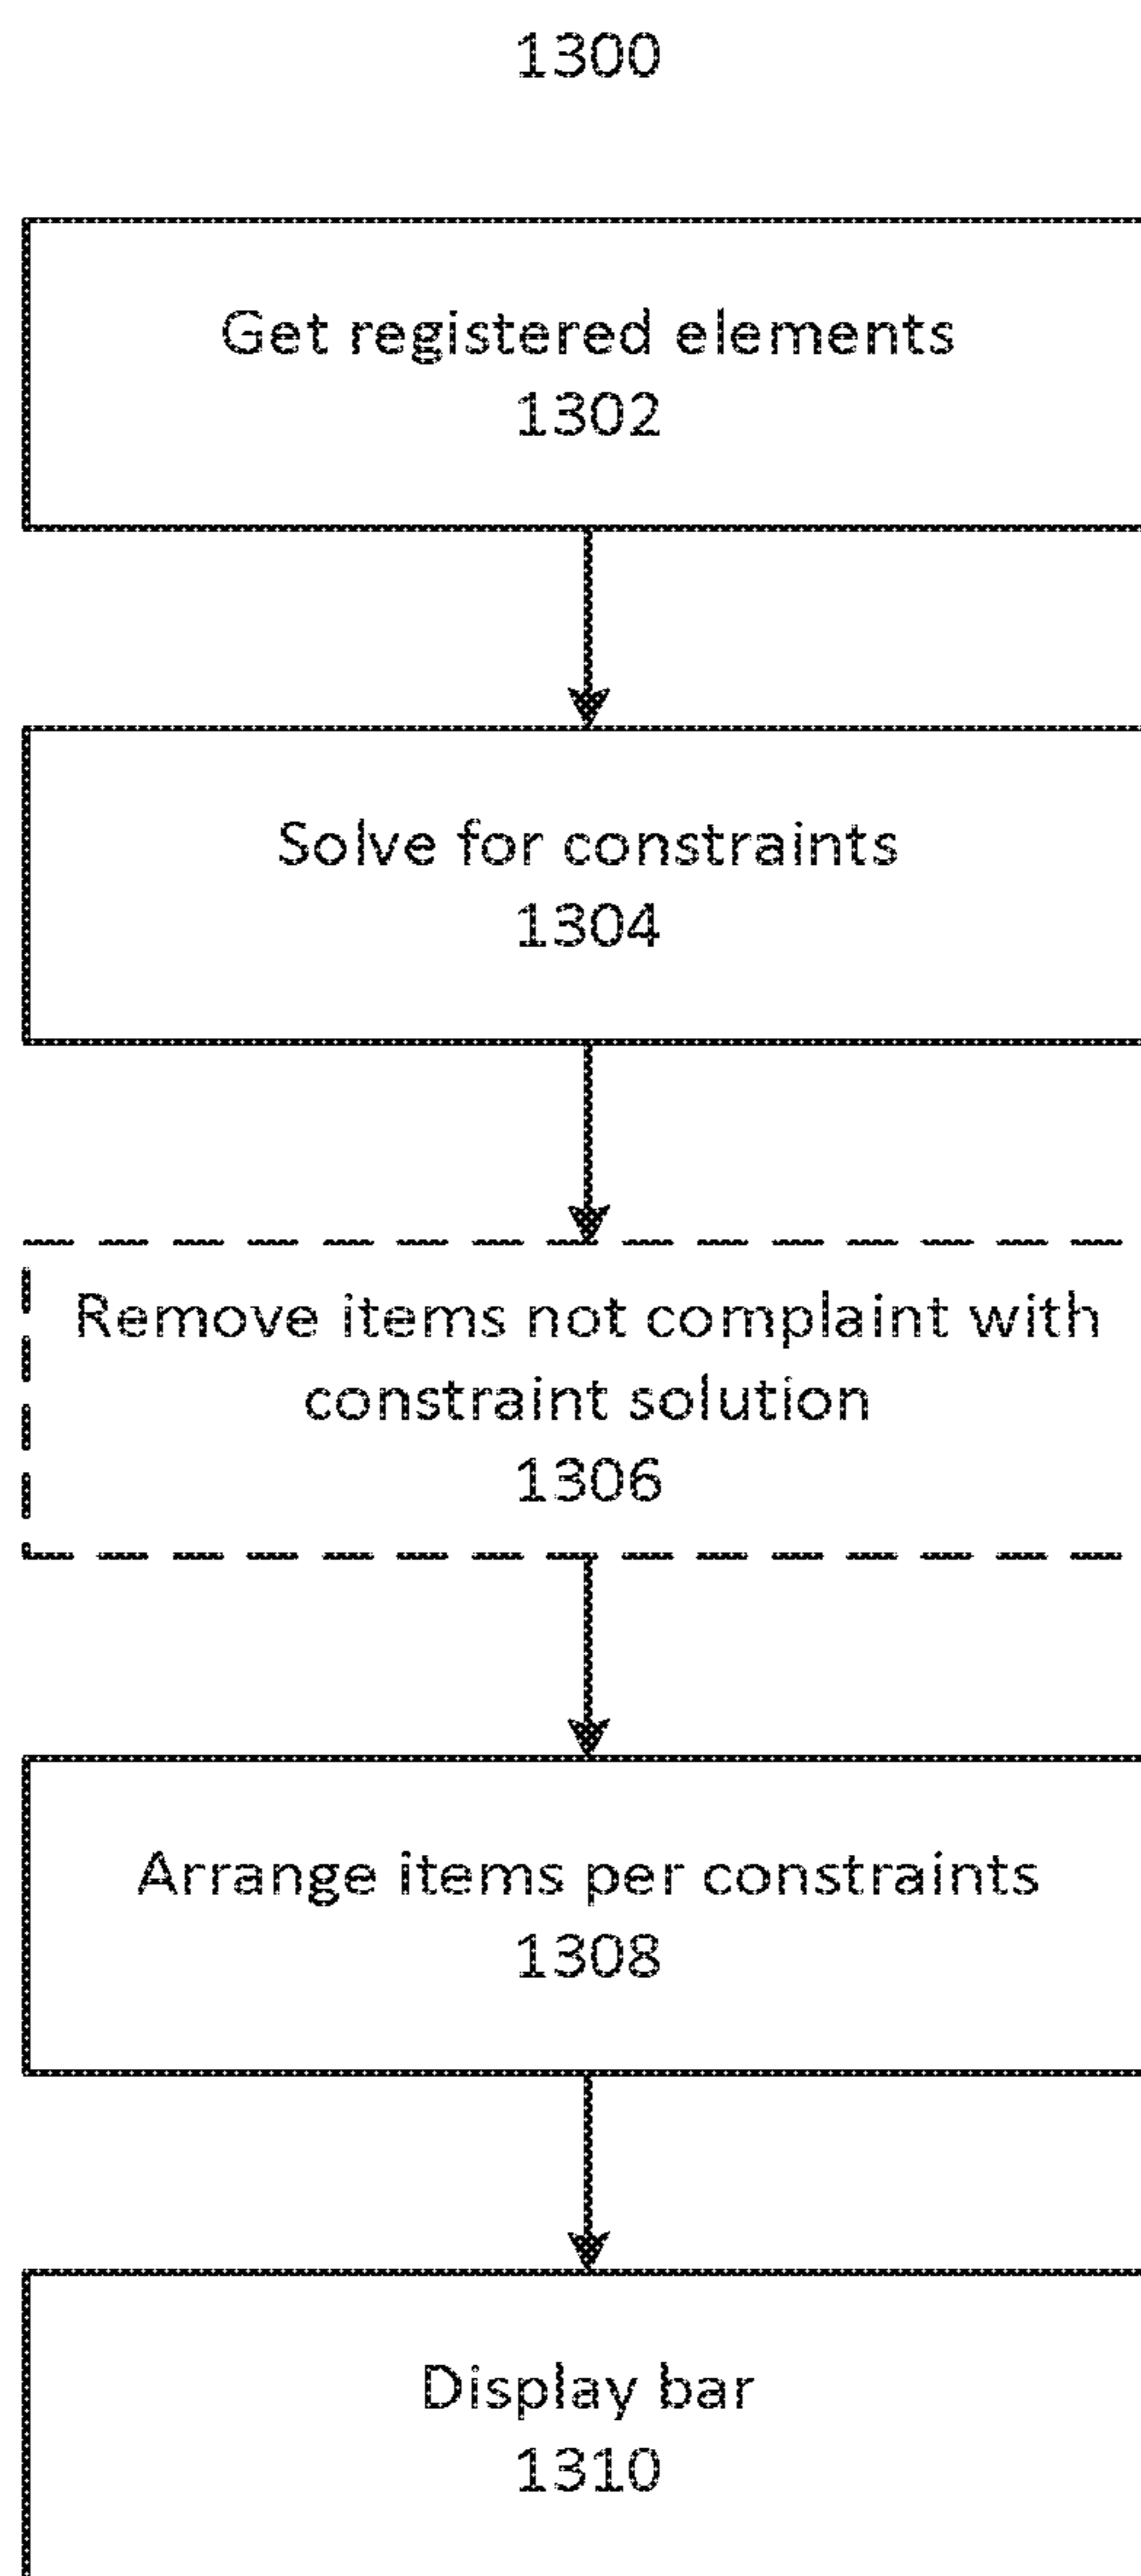 1300
Get registered elements
1302
Solve for constraints
1304
Remove items not complaint with
constraint solution
1306
Arrange items per constraints
1308
Display bar
1310